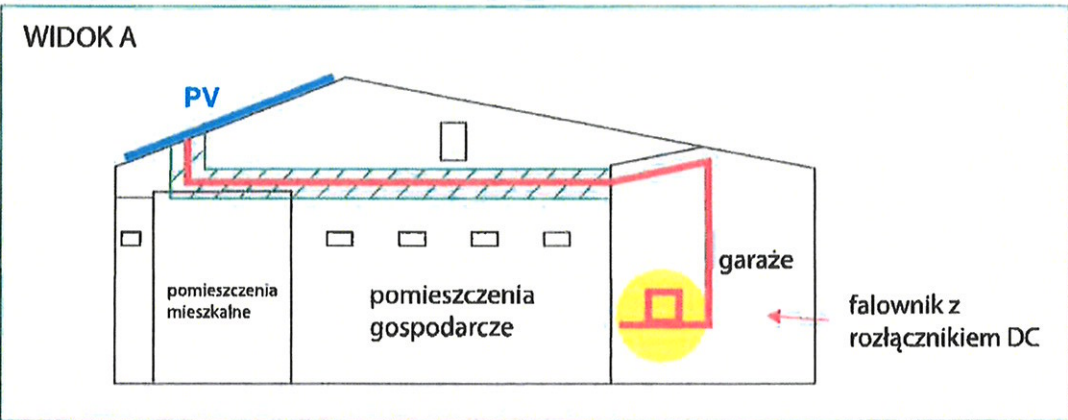 WIDOK A
PV
garaże
pomieszczenia
mieszkalne
pomieszczenia
gospodarcze
falownik z
rozłącznikiem DC